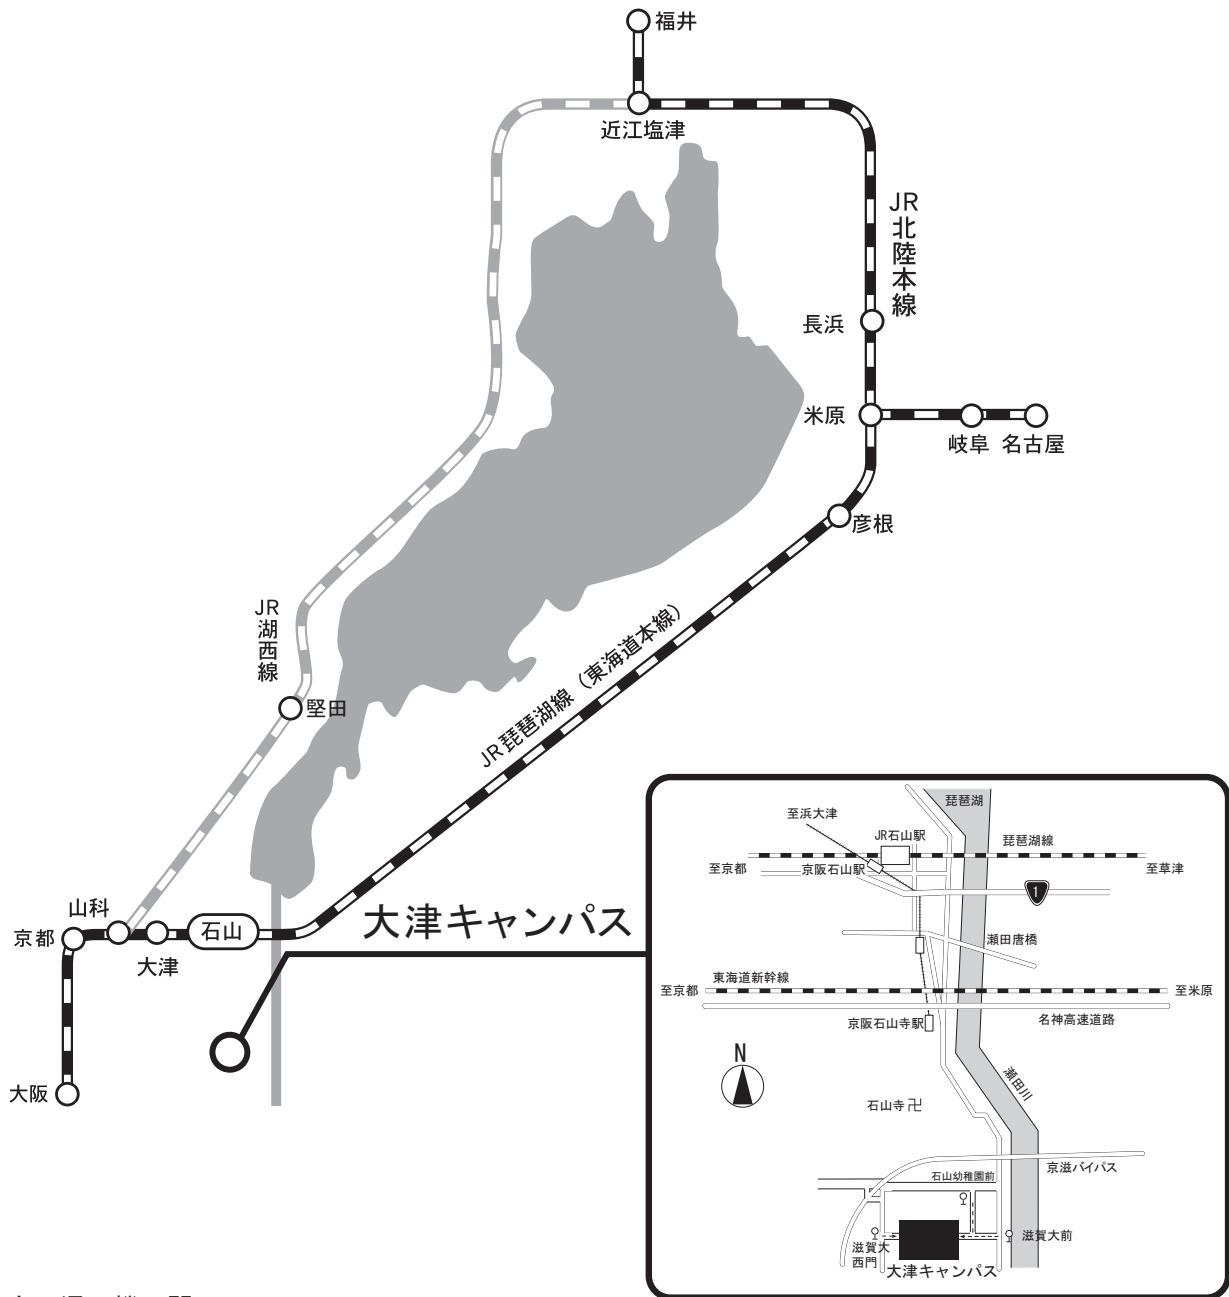 福井
近江塩津
JR北陸本線
長浜
米原
岐阜
名古屋
彦根
JR琵琶湖線（東海道本線）
JR湖西線
堅田
山科
京都
大津
石山
大阪
大津キャンパス
琵琶湖
至浜大津
JR石山駅
琵琶湖線
至京都
京阪石山駅
至草津
1
瀬田唐橋
東海道新幹線
至京都
至米原
京阪石山寺駅
名神高速道路
N
瀬田川
石山寺卍
京滋バイパス
石山幼稚園前
滋賀大前
滋賀大
西門
大津キャンパス